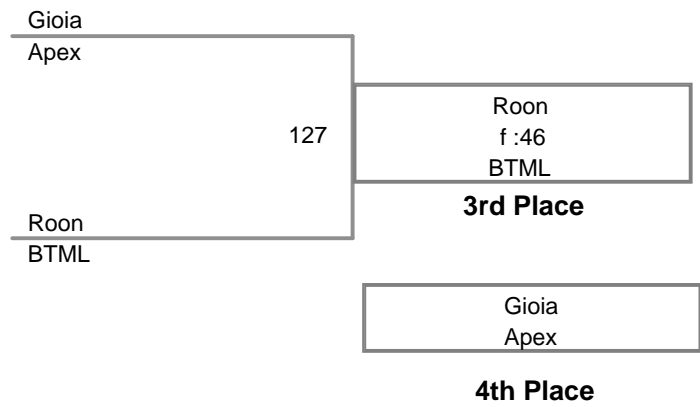 Gioia
Apex
127
Roon
f :46
BTML
3rd Place
Roon
BTML
Gioia
Apex
4th Place